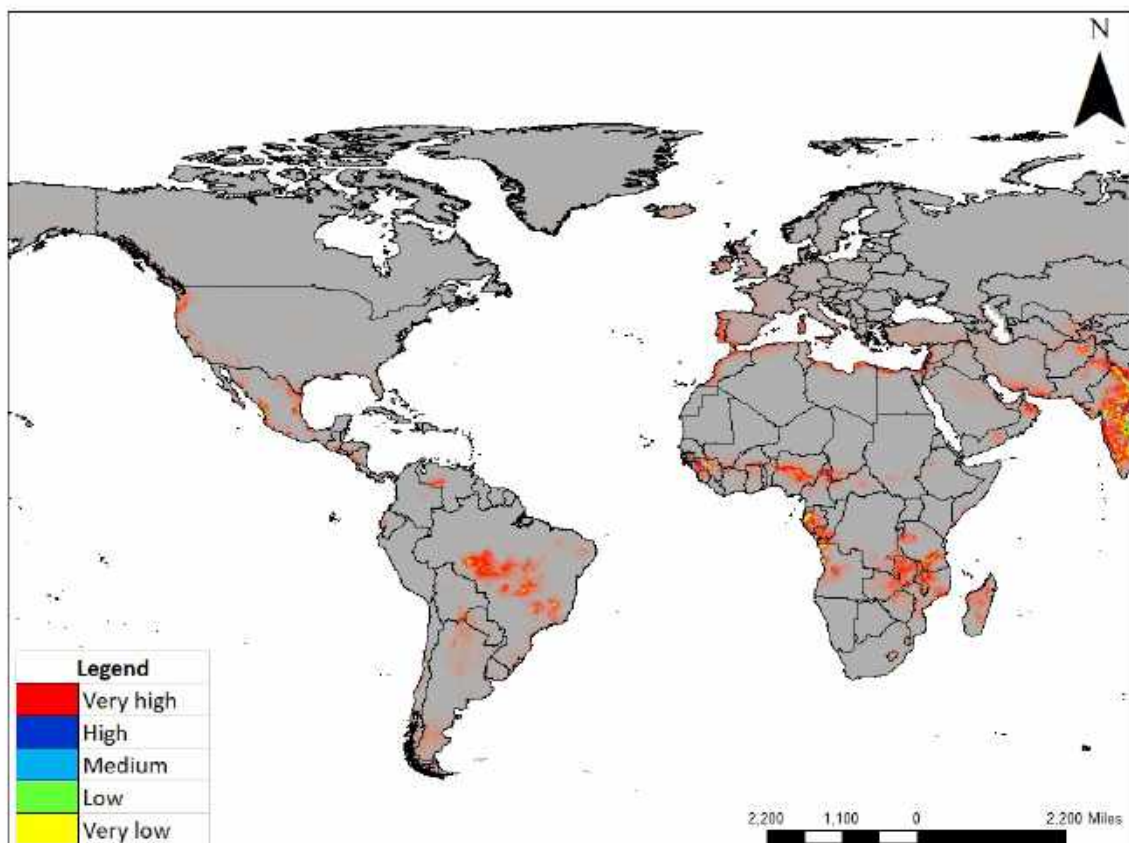 N
Legend
Very high
High
Medium
Low
Very low
2,200 1,100 0 2,200 Miles